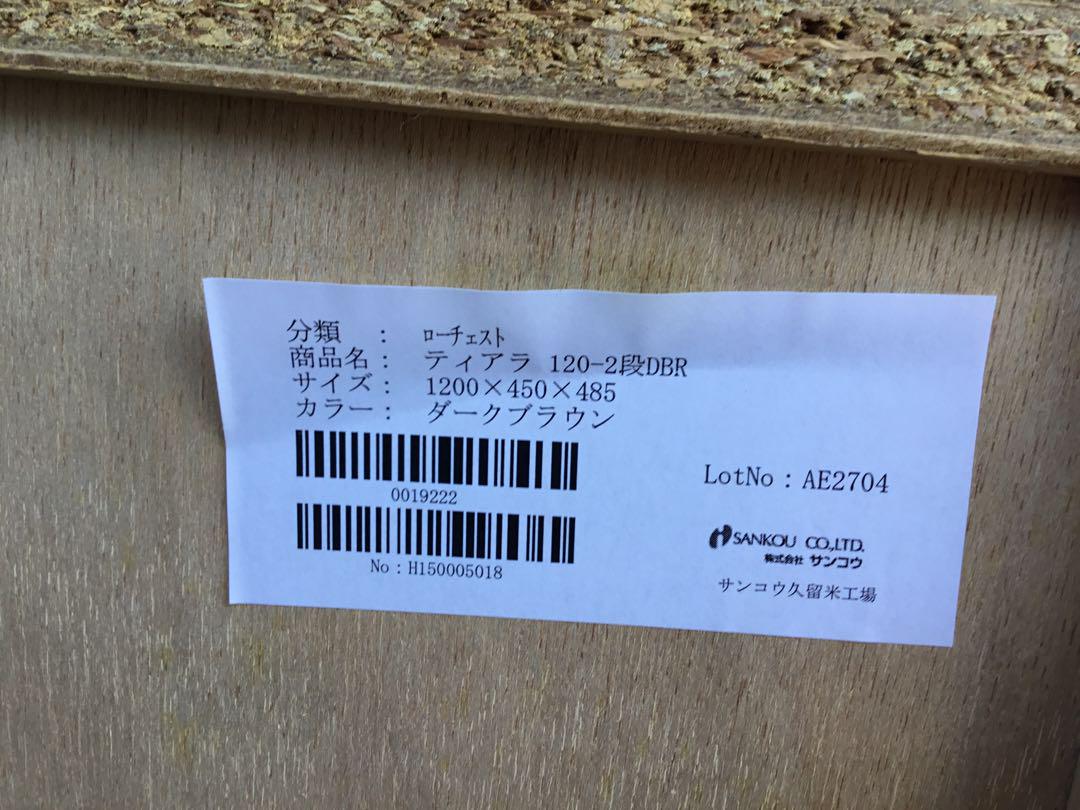 分類 : ﾛｰﾁｪｽﾄ
商品名: ティアラ 120-2段DBR
サイズ: 1200×450×485
カラー: ダークブラウン
0019222
No:H150005018
LotNo:AE2704
SANKOU CO.,LTD.
株式会社 サンコウ
サンコウ久留米工場